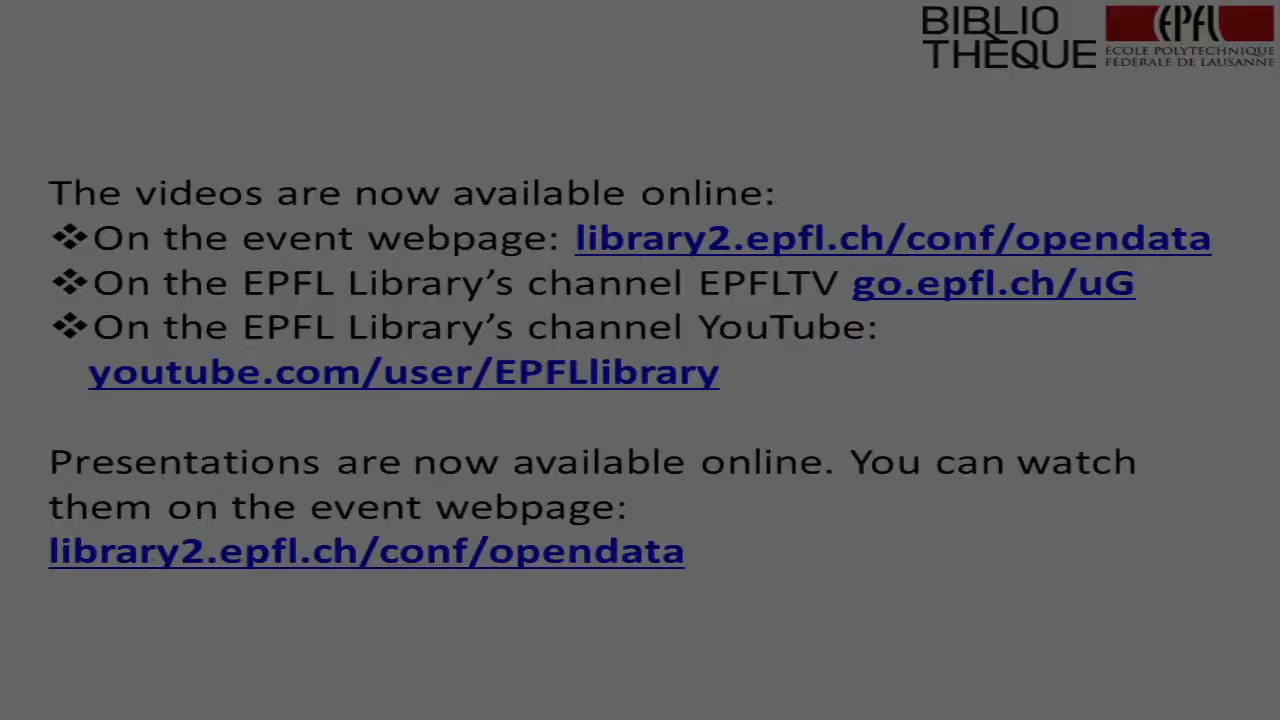 BIBLIO
THÈQUE
EPFL
ÉCOLE POLYTECHNIQUE
FÉDÉRALE DE LAUSANNE
The videos are now available online:
❖On the event webpage: library2.epfl.ch/conf/opendata
❖On the EPFL Library’s channel EPFLTV go.epfl.ch/uG
❖On the EPFL Library’s channel YouTube:
youtube.com/user/EPFLlibrary
Presentations are now available online. You can watch
them on the event webpage:
library2.epfl.ch/conf/opendata